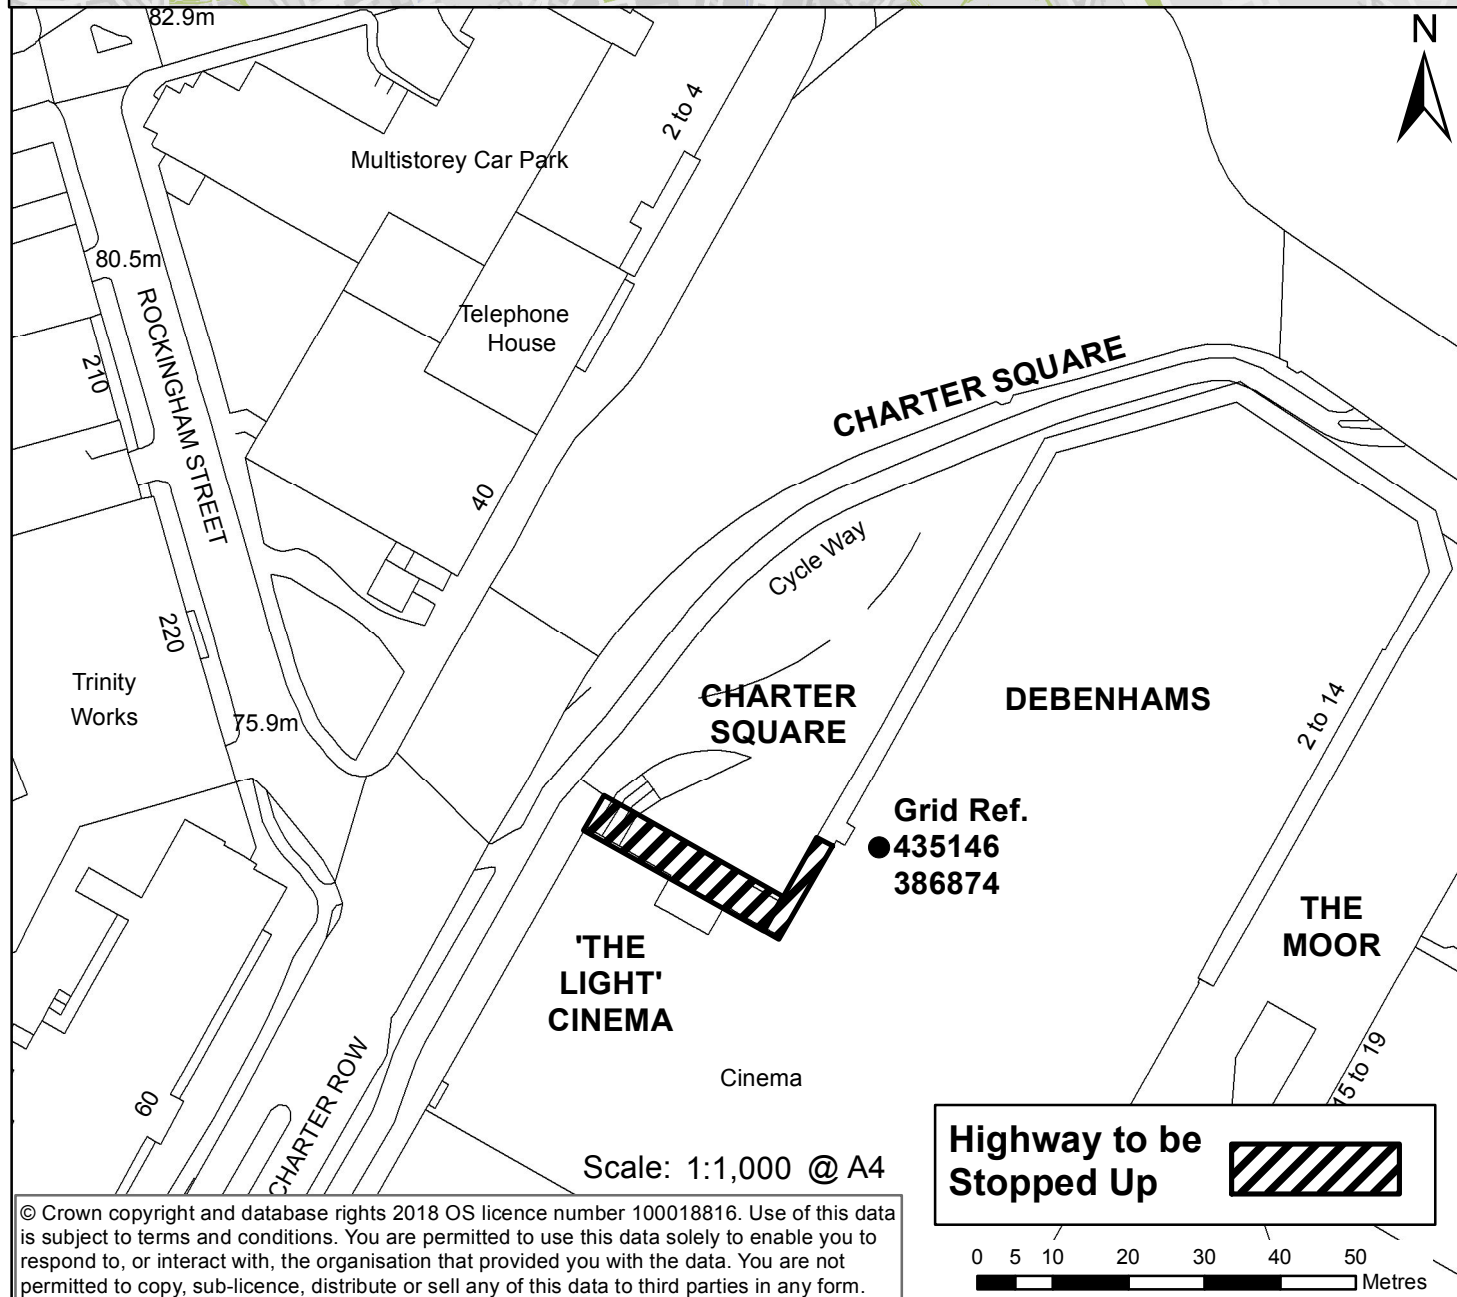 82.9m
N
2 to 4
Multistorey Car Park
80.5m
ROCKINGHAM STREET
Telephone
House
210
CHARTER SQUARE
40
Cycle Way
220
Trinity
Works
75.9m
CHARTER
SQUARE
DEBENHAMS
2 to 14
Grid Ref.
435146
386874
THE
MOOR
'THE
LIGHT'
CINEMA
Cinema
15 to 19
60
CHARTER ROW
Scale: 1:1,000 @ A4
Highway to be
Stopped Up
© Crown copyright and database rights 2018 OS licence number 100018816. Use of this data
is subject to terms and conditions. You are permitted to use this data solely to enable you to
respond to, or interact with, the organisation that provided you with the data. You are not
permitted to copy, sub-licence, distribute or sell any of this data to third parties in any form.
0 5 10 20 30 40 50
Metres